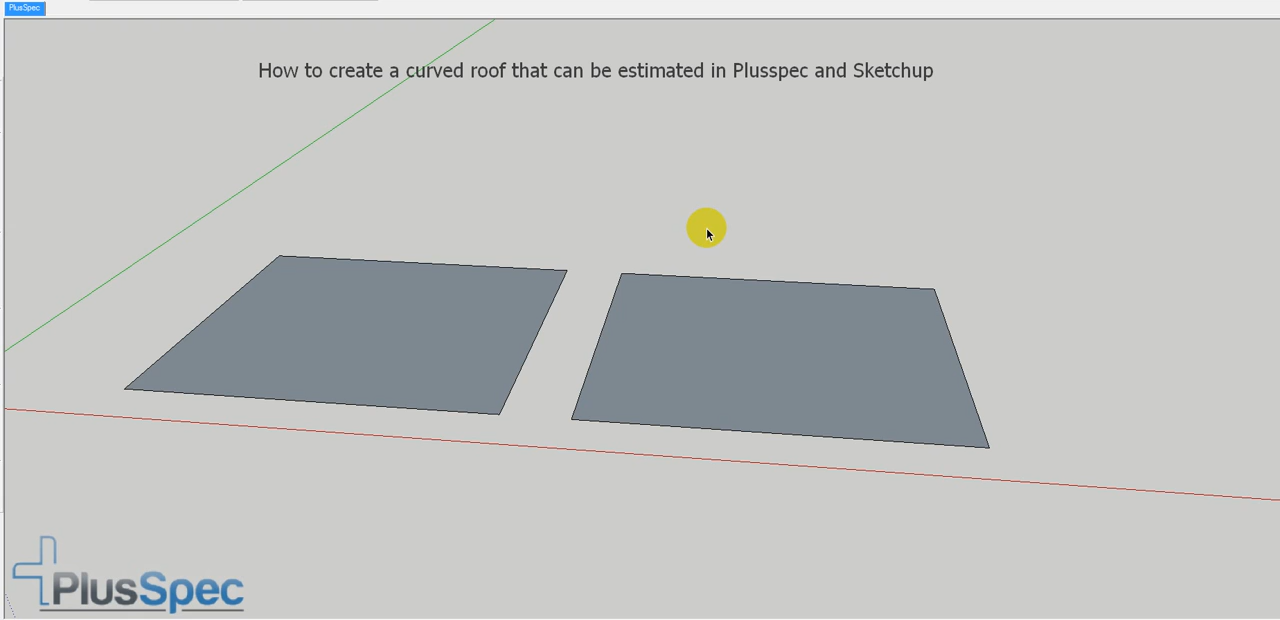 PlusSpec
How to create a curved roof that can be estimated in Plusspec and Sketchup
PlusSpec